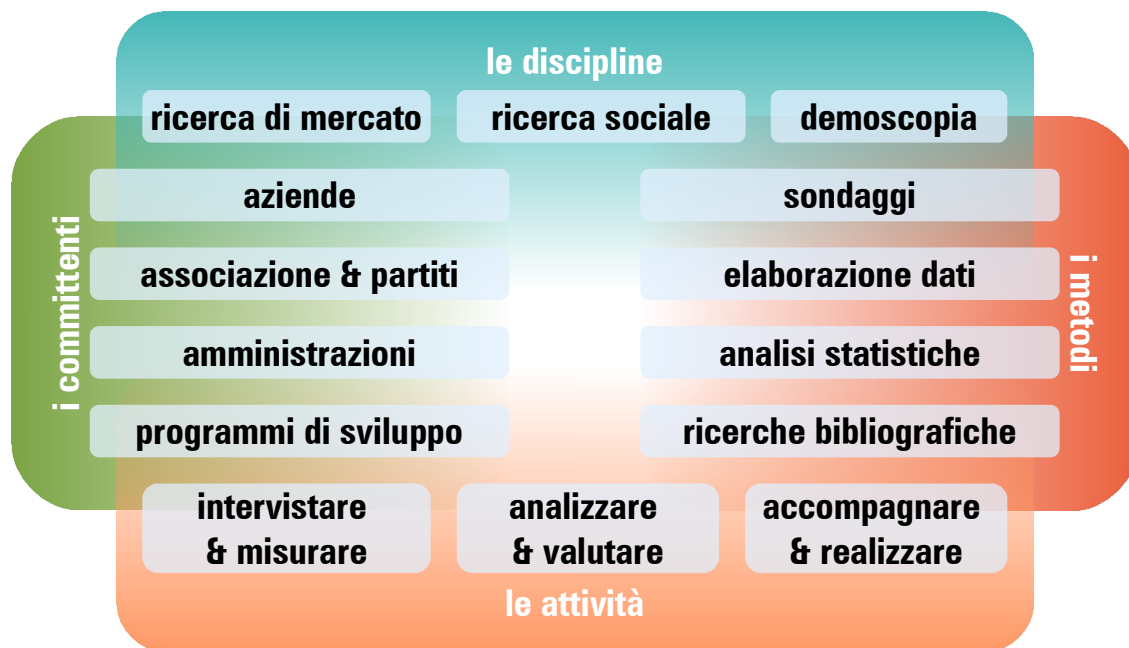 le discipline
ricerca di mercato
ricerca sociale
demoscopia
i committenti
aziende
associazione & partiti
amministrazioni
programmi di sviluppo
i metodi
sondaggi
elaborazione dati
analisi statistiche
ricerche bibliografiche
intervistare
& misurare
analizzare
& valutare
accompagnare
& realizzare
le attività